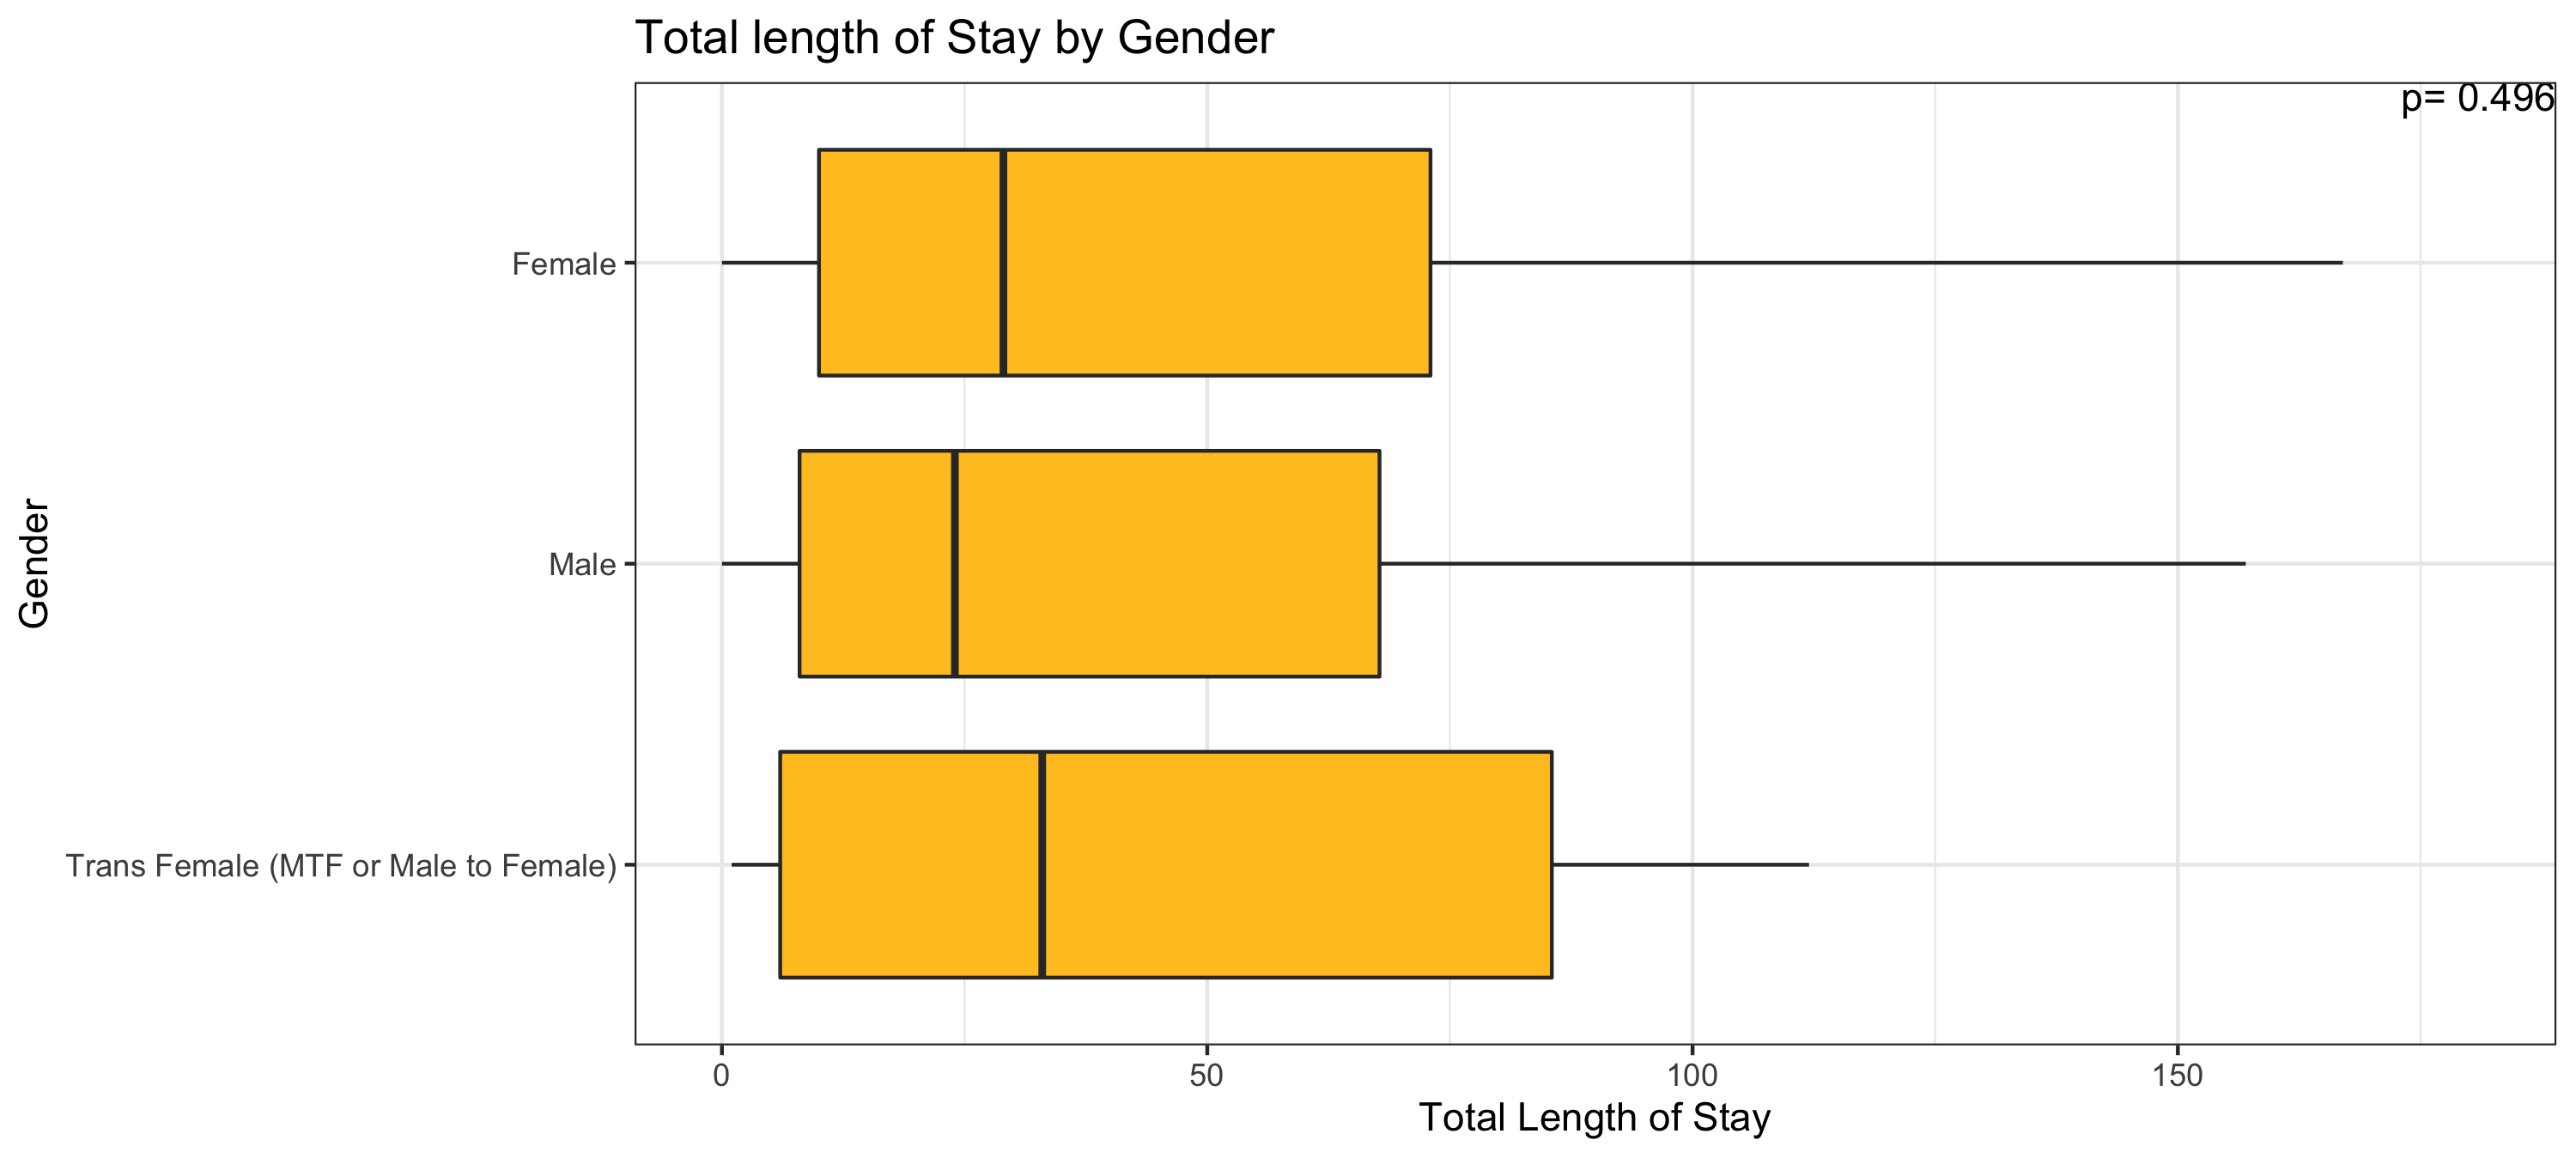 Total length of Stay by Gender
p= 0.496
Female
Male
Trans Female (MTF or Male to Female)
Gender
0 50 100 150
Total Length of Stay